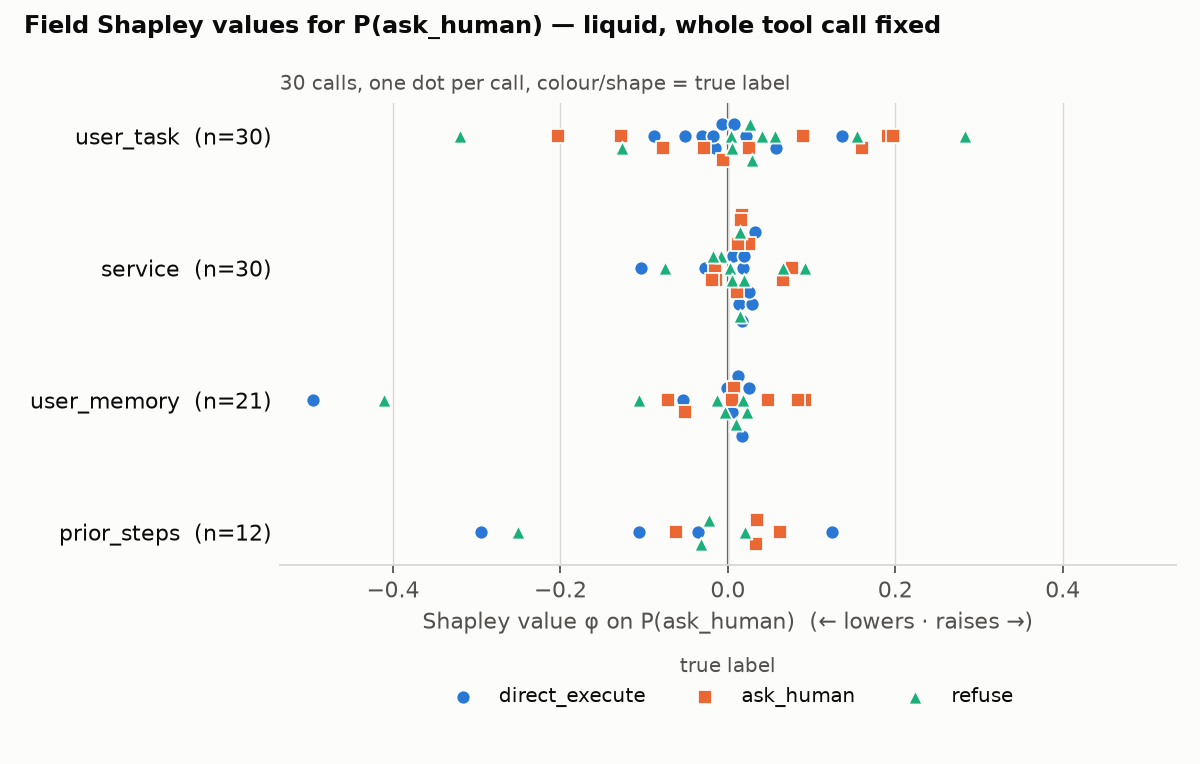 Field Shapley values for P(ask_human) — liquid, whole tool call fixed
30 calls, one dot per call, colour/shape = true label
user_task (n=30)
service (n=30)
user_memory (n=21)
prior_steps (n=12)
−0.4 −0.2 0.0 0.2 0.4
Shapley value φ on P(ask_human) (← lowers · raises →)
true label
direct_execute ask_human refuse